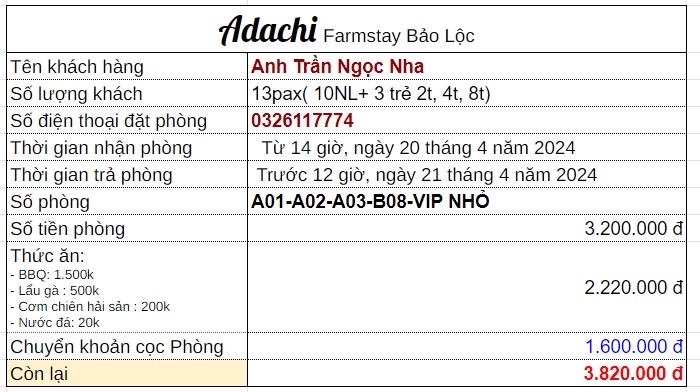 Adachi Farmstay Bảo Lộc
Tên khách hàng Anh Trần Ngọc Nha
Số lượng khách 13pax( 10NL+ 3 trẻ 2t, 4t, 8t)
Số điện thoại đặt phòng 0326117774
Thời gian nhận phòng Từ 14 giờ, ngày 20 tháng 4 năm 2024
Thời gian trả phòng Trước 12 giờ, ngày 21 tháng 4 năm 2024
Số phòng A01-A02-A03-B08-VIP NHỎ
Số tiền phòng 3.200.000 đ
Thức ăn:
- BBQ: 1.500k
- Lẩu gà : 500k
- Cơm chiên hải sản : 200k
- Nước đá: 20k
2.220.000 đ
Chuyển khoản cọc Phòng 1.600.000 đ
Còn lại 3.820.000 đ